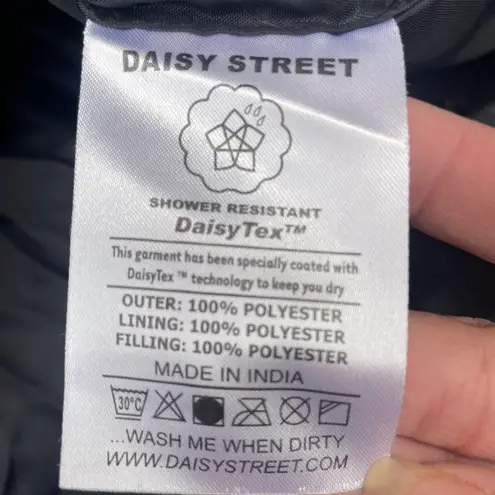 DAISY STREET
SHOWER RESISTANT
DaisyTex™
This garment has been specially coated with
DaisyTex ™ technology to keep you dry
OUTER: 100% POLYESTER
LINING: 100% POLYESTER
FILLING: 100% POLYESTER
MADE IN INDIA
30°C
...WASH ME WHEN DIRTY
WWW.DAISYSTREET.COM